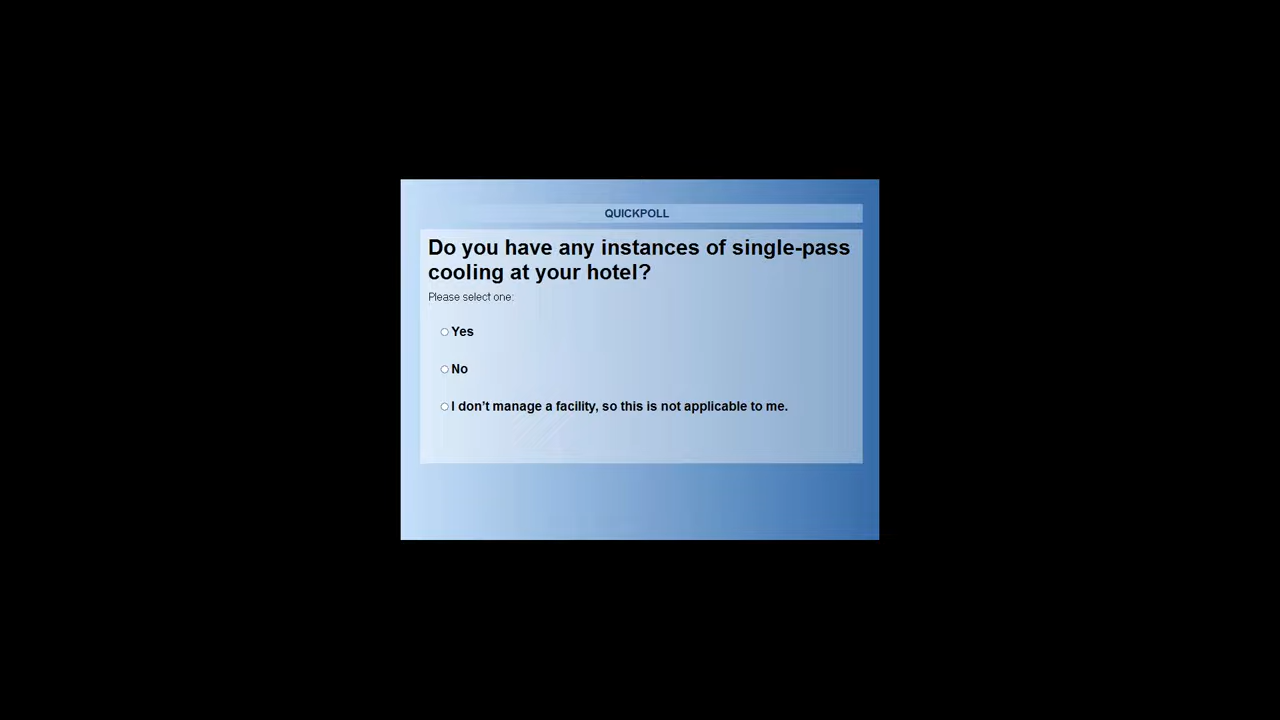 QUICKPOLL
Do you have any instances of single-pass
cooling at your hotel?
Please select one:
Yes
No
I don't manage a facility, so this is not applicable to me.